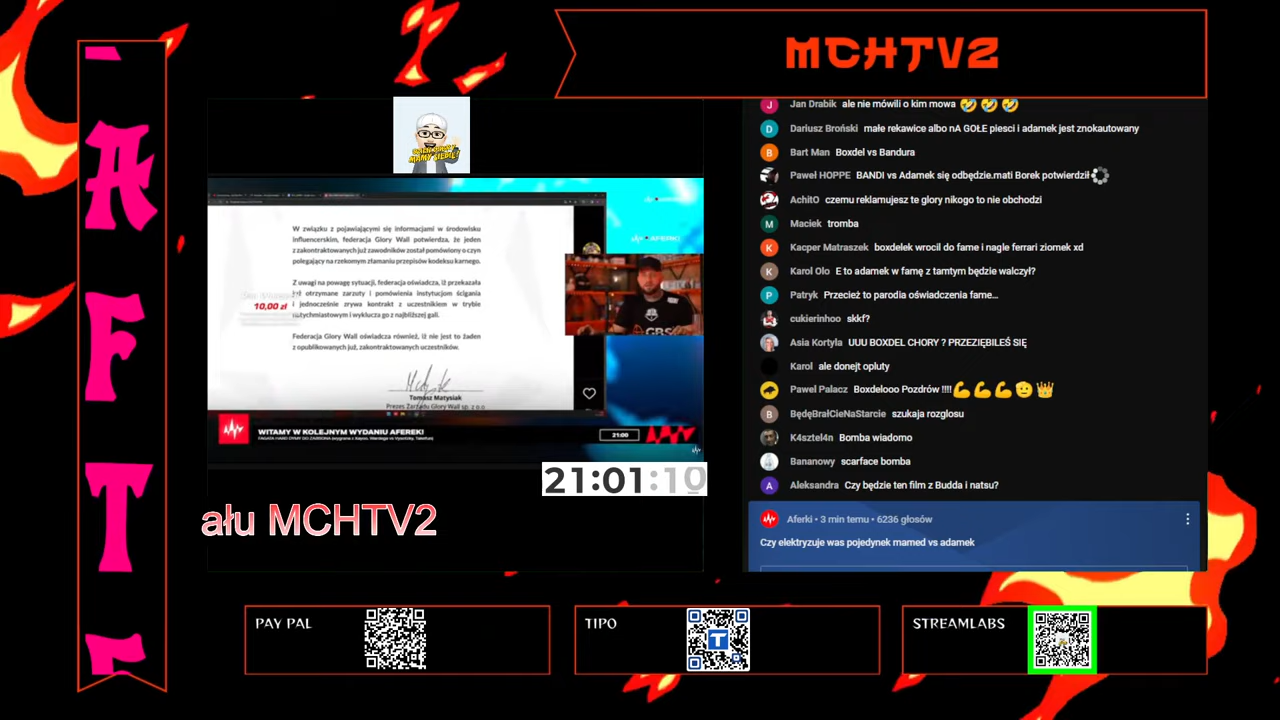 MCHTV2
A
F
T
MAMY CIEBIE!
W związku z pojawiającymi się informacjami w środowisku
influencerskim, federacja Glory Wall potwierdza, że jeden
z zakontraktowanych już zawodników został pomówiony o czyn
polegający na rzekomym złamaniu przepisów kodeksu karnego.
Z uwagi na powagę sytuacji, federacja oświadcza, iż przekazała
już otrzymane zarzuty i pomówienia instytucjom ścigania
i jednocześnie zrywa kontrakt z uczestnikiem w trybie
natychmiastowym i wyklucza go z najbliższej gali.
Federacja Glory Wall oświadcza również, iż nie jest to żaden
z opublikowanych już, zakontraktowanych uczestników.
Tomasz Matysiak
Prezes Zarządu Glory Wall sp. z o.o
10,00 zł
AFERKI
GBS
WITAMY W KOLEJNYM WYDANIU AFEREK!
21:00
21:01:10
ału MCHTV2
Jan Drabik ale nie mówili o kim mowa 🤣🤣🤣
Dariusz Broński małe rekawice albo nA GOŁE piesci i adamek jest znokautowany
Bart Man Boxdel vs Bandura
Paweł HOPPE BANDI vs Adamek się odbędzie.mati Borek potwierdził
AchitO czemu reklamujesz te glory nikogo to nie obchodzi
Maciek tromba
Kacper Matraszek boxdelek wrocil do fame i nagle ferrari ziomek xd
Karol Olo E to adamek w famę z tamtym będzie walczył?
Patryk Przecież to parodia oświadczenia fame...
cukierinhoo skkf?
Asia Kortyla UUU BOXDEL CHORY ? PRZEZIĘBIŁEŚ SIĘ
Karol ale donejt opluty
Pawel Palacz Boxdelooo Pozdrów !!!!💪💪💪🫡👑
BędęBrałCieNaStarcie szukaja rozglosu
K4sztel4n Bomba wiadomo
Bananowy scarface bomba
Aleksandra Czy będzie ten film z Budda i natsu?
Aferki • 3 min temu • 6236 głosów
Czy elektryzuje was pojedynek mamed vs adamek
PAY PAL
TIPO
T
STREAMLABS